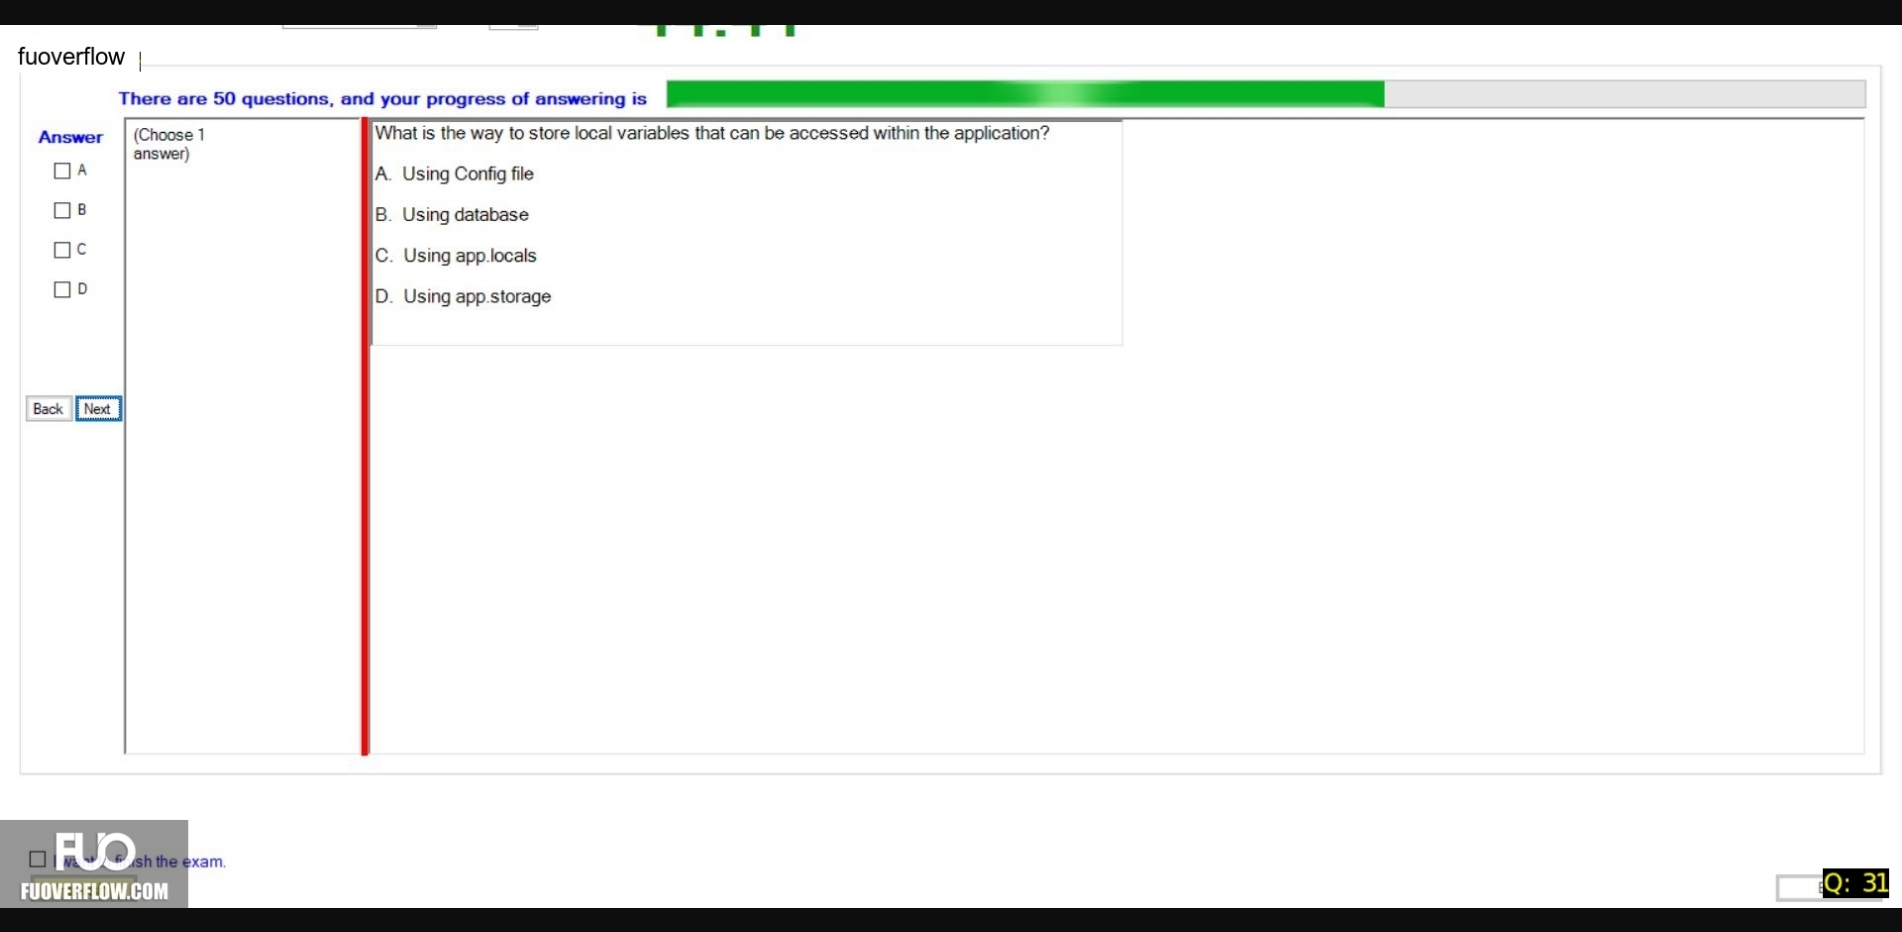 fuoverflow
There are 50 questions, and your progress of answering is
Answer
(Choose 1
answer)
What is the way to store local variables that can be accessed within the application?
A
A. Using Config file
B
B. Using database
C
C. Using app.locals
D
D. Using app.storage
Back Next
FUO
sh the exam.
FUOVERFLOW.COM
Q: 31